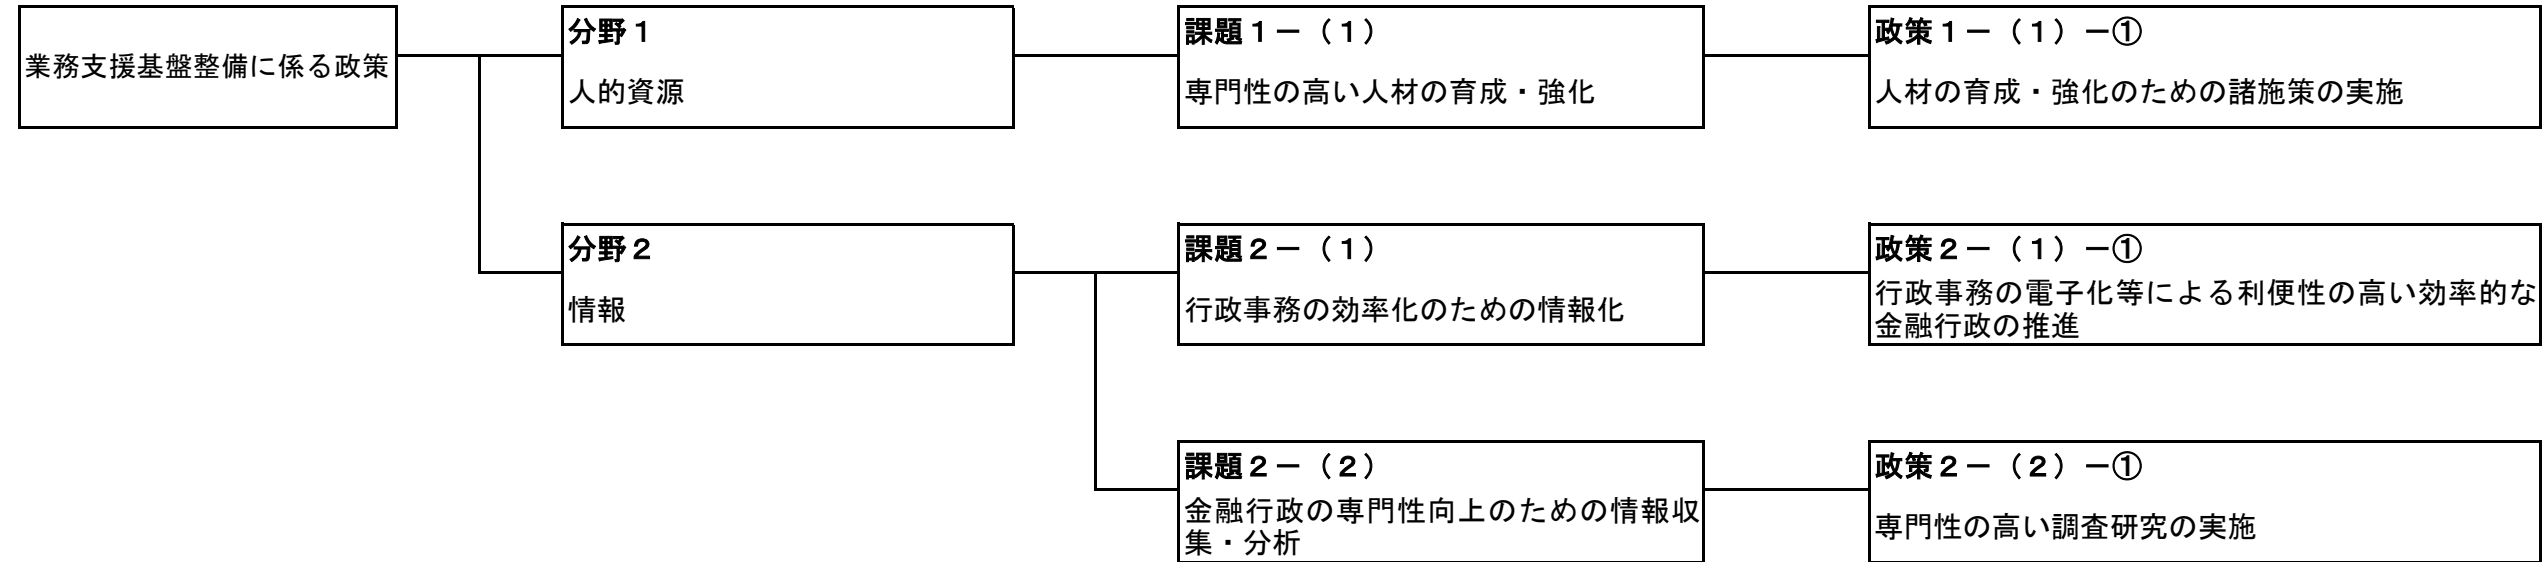 業務支援基盤整備に係る政策
分野１
人的資源
課題１－（１）
専門性の高い人材の育成・強化
政策１－（１）－①
人材の育成・強化のための諸施策の実施
分野２
情報
課題２－（１）
行政事務の効率化のための情報化
政策２－（１）－①
行政事務の電子化等による利便性の高い効率的な
金融行政の推進
課題２－（２）
金融行政の専門性向上のための情報収
集・分析
政策２－（２）－①
専門性の高い調査研究の実施